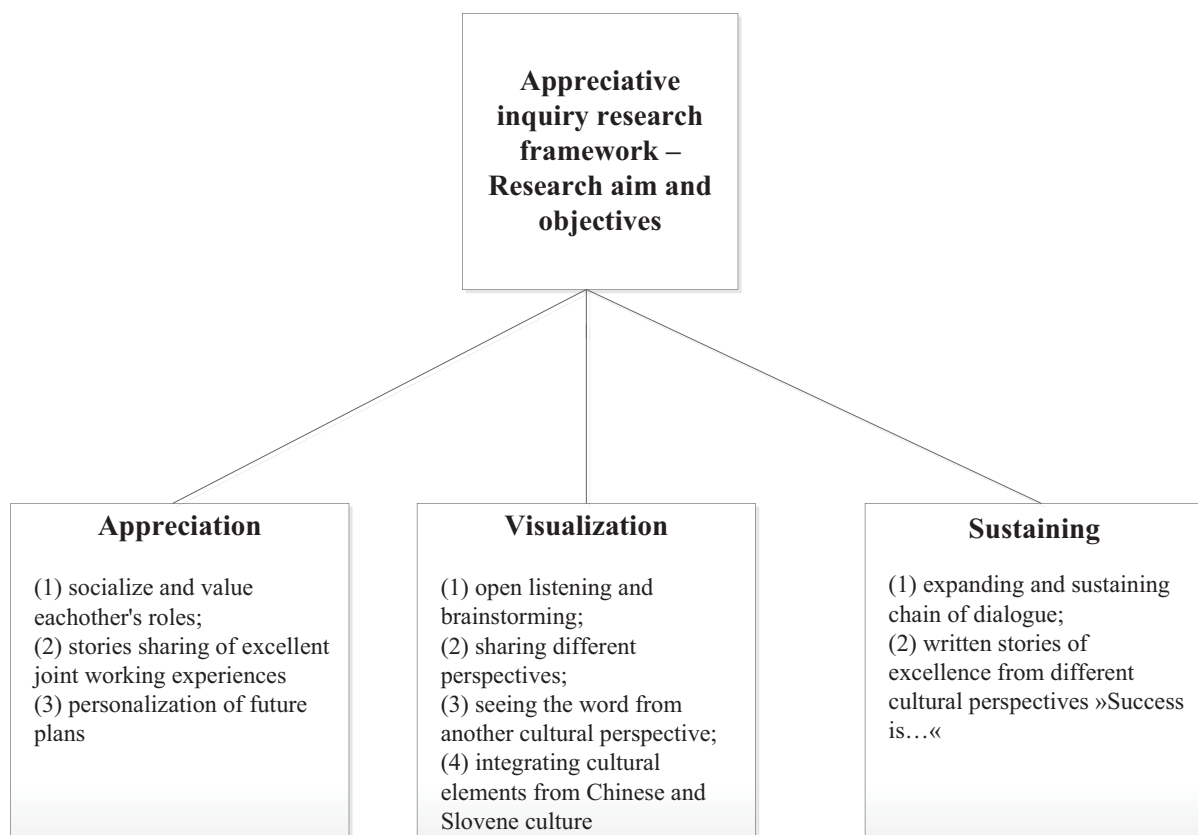 Appreciative
inquiry research
framework –
Research aim and
objectives
Appreciation
(1) socialize and value
eachother's roles;
(2) stories sharing of excellent
joint working experiences
(3) personalization of future
plans
Visualization
(1) open listening and
brainstorming;
(2) sharing different
perspectives;
(3) seeing the word from
another cultural perspective;
(4) integrating cultural
elements from Chinese and
Slovene culture
Sustaining
(1) expanding and sustaining
chain of dialogue;
(2) written stories of
excellence from different
cultural perspectives »Success
is…«